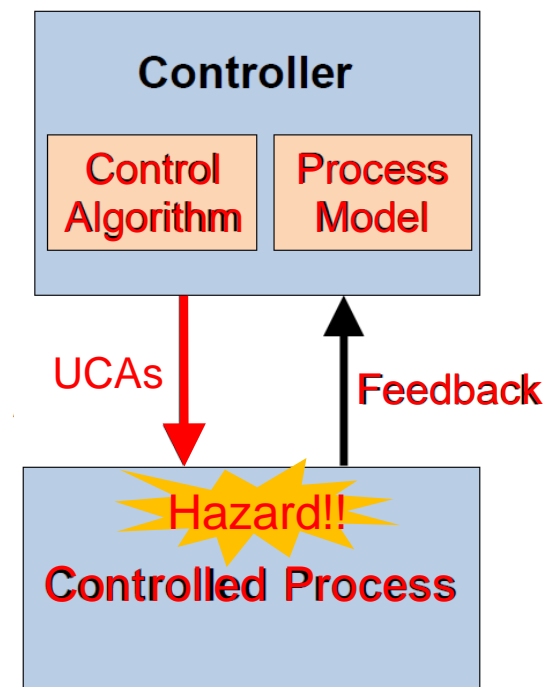 Controller
Control
Algorithm
Process
Model
UCAs
Feedback
Hazard!!
Controlled Process